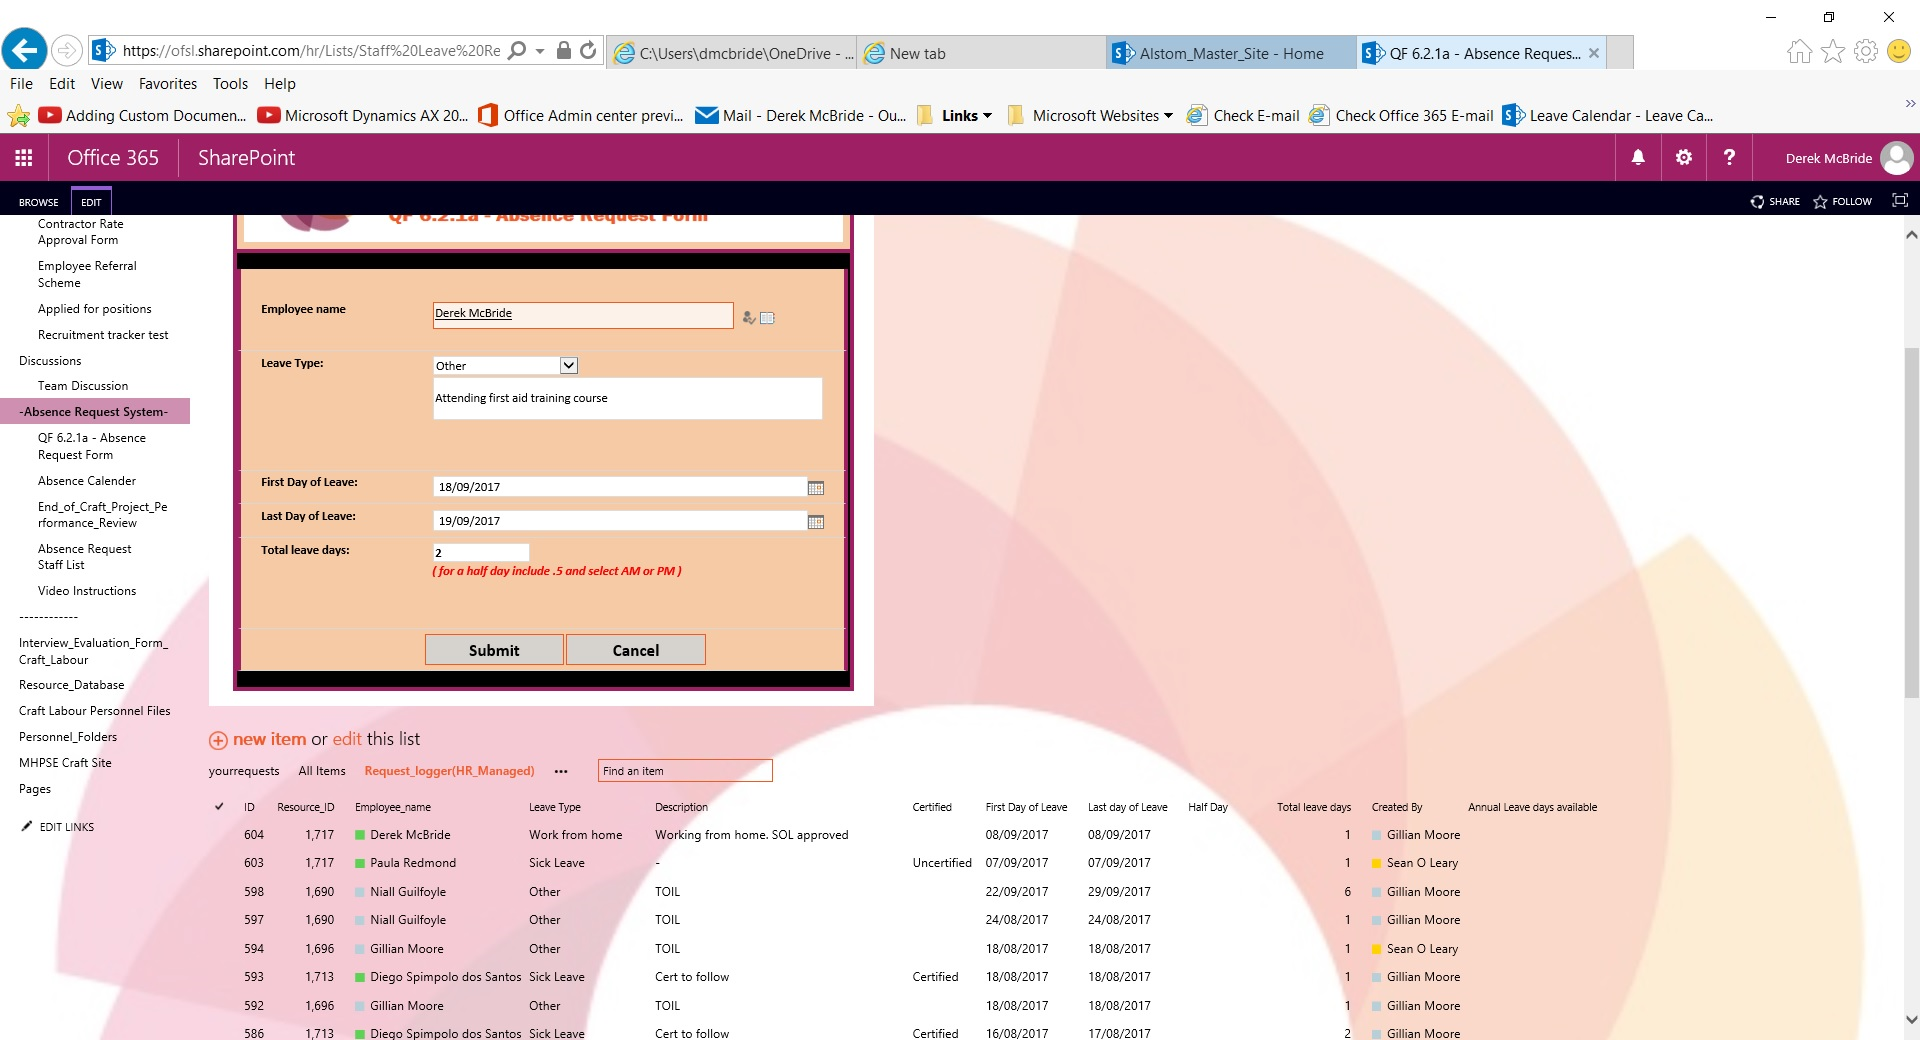 https://ofsl.sharepoint.com/hr/Lists/Staff%20Leave%20Re
C:\Users\dmcbride\OneDrive - ...
New tab
Alstom_Master_Site - Home
QF 6.2.1a - Absence Reques...
File Edit View Favorites Tools Help
Adding Custom Documen... Microsoft Dynamics AX 20... Office Admin center previ... Mail - Derek McBride - Ou... Links Microsoft Websites Check E-mail Check Office 365 E-mail Leave Calendar - Leave Ca...
Office 365 SharePoint ? Derek McBride
BROWSE EDIT SHARE FOLLOW
Contractor Rate
Approval Form
Employee Referral
Scheme
Applied for positions
Recruitment tracker test
Discussions
Team Discussion
-Absence Request System-
QF 6.2.1a - Absence
Request Form
Absence Calender
End_of_Craft_Project_Pe
rformance_Review
Absence Request
Staff List
Video Instructions
------------
Interview_Evaluation_Form_
Craft_Labour
Resource_Database
Craft Labour Personnel Files
Personnel_Folders
MHPSE Craft Site
Pages
EDIT LINKS
QF 6.2.1a - Absence Request Form
Employee name Derek McBride
Leave Type: Other
Attending first aid training course
First Day of Leave: 18/09/2017
Last Day of Leave: 19/09/2017
Total leave days: 2
( for a half day include .5 and select AM or PM )
Submit Cancel
new item or edit this list
yourrequests All Items Request_logger(HR_Managed) ••• Find an item
ID Resource_ID Employee_name Leave Type Description Certified First Day of Leave Last day of Leave Half Day Total leave days Created By Annual Leave days available
604 1,717 Derek McBride Work from home Working from home. SOL approved 08/09/2017 08/09/2017 1 Gillian Moore
603 1,717 Paula Redmond Sick Leave - Uncertified 07/09/2017 07/09/2017 1 Sean O Leary
598 1,690 Niall Guilfoyle Other TOIL 22/09/2017 29/09/2017 6 Gillian Moore
597 1,690 Niall Guilfoyle Other TOIL 24/08/2017 24/08/2017 1 Gillian Moore
594 1,696 Gillian Moore Other TOIL 18/08/2017 18/08/2017 1 Sean O Leary
593 1,713 Diego Spimpolo dos Santos Sick Leave Cert to follow Certified 18/08/2017 18/08/2017 1 Gillian Moore
592 1,696 Gillian Moore Other TOIL 18/08/2017 18/08/2017 1 Gillian Moore
586 1,713 Diego Spimpolo dos Santos Sick Leave Cert to follow Certified 16/08/2017 17/08/2017 2 Gillian Moore